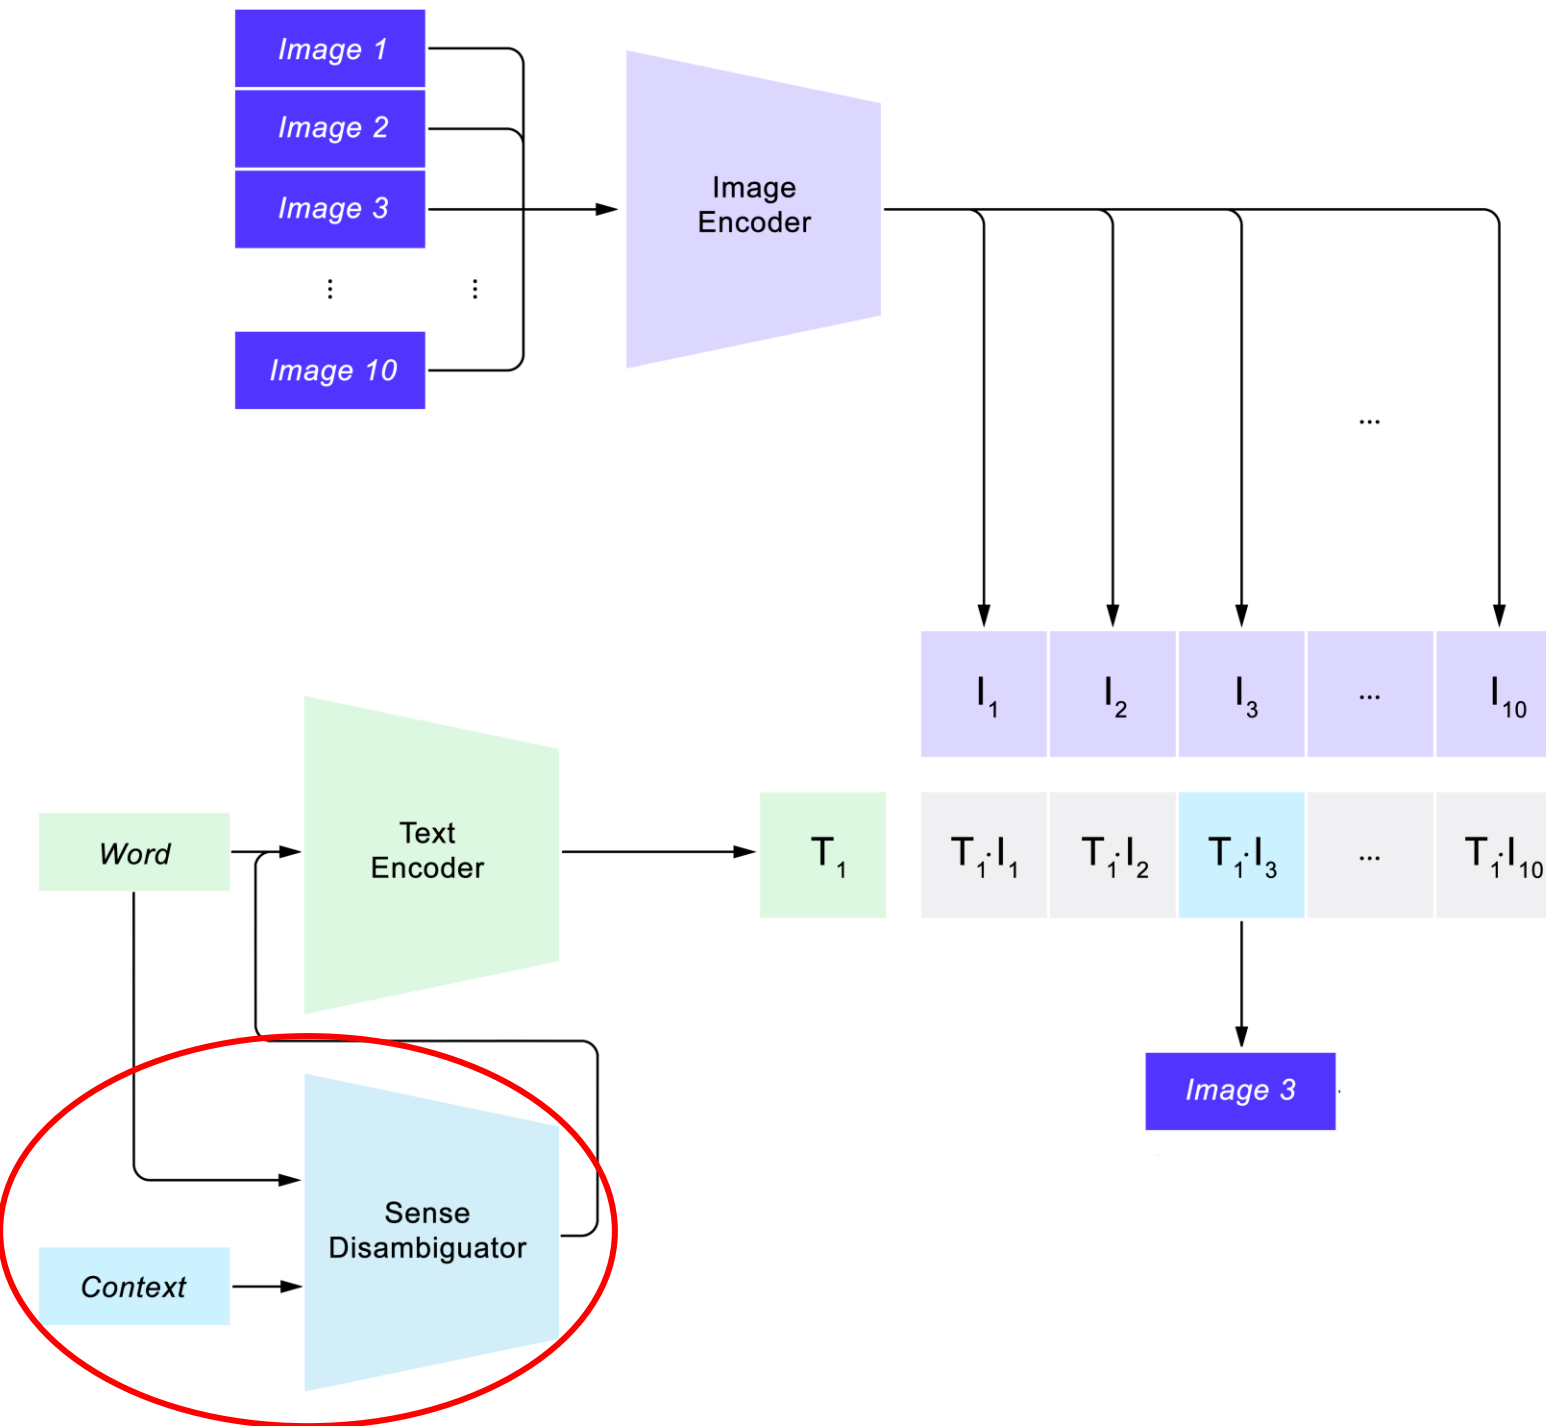 Image 1
Image 2
Image 3
⋮ ⋮
Image 10
Image
Encoder
...
I₁ I₂ I₃ ... I₁₀
Word
Text
Encoder
T₁
T₁·I₁ T₁·I₂ T₁·I₃ ... T₁·I₁₀
Image 3
Sense
Disambiguator
Context